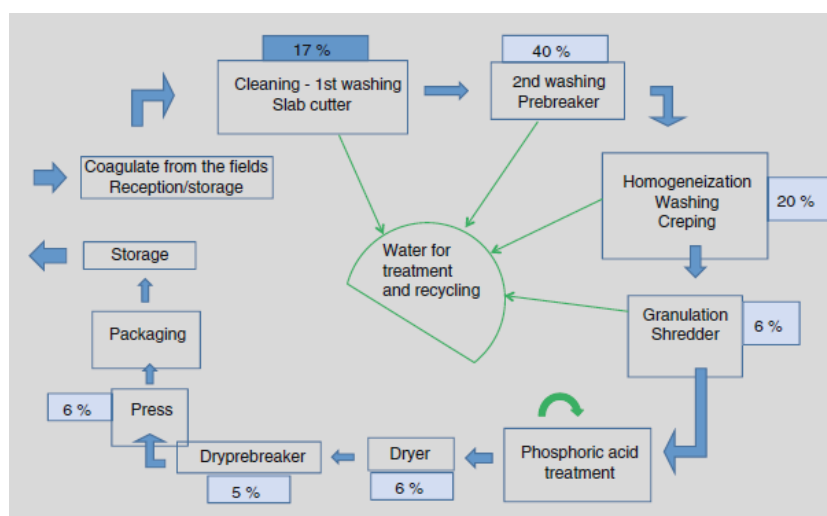 17 %
Cleaning - 1st washing
Slab cutter
40 %
2nd washing
Prebreaker
Coagulate from the fields
Reception/storage
Homogeneization
Washing
Creping
20 %
Water for
treatment
and recycling
Storage
Granulation
Shredder
6 %
Packaging
6 %
Press
Dryprebreaker
5 %
Dryer
6 %
Phosphoric acid
treatment